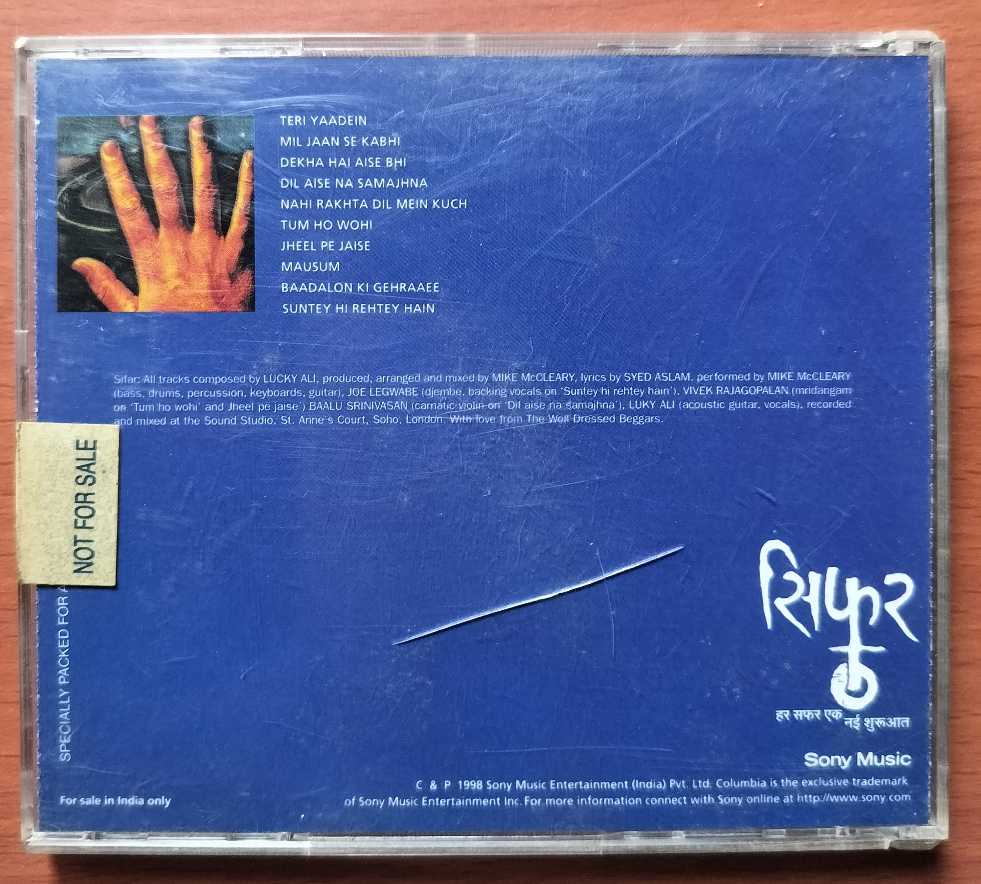 TERI YAADEIN
MIL JAAN SE KABHI
DEKHA HAI AISE BHI
DIL AISE NA SAMAJHNA
NAHI RAKHTA DIL MEIN KUCH
TUM HO WOHI
JHEEL PE JAISE
MAUSUM
BAADALON KI GEHRAAEE
SUNTEY HI REHTEY HAIN
Sifar: All tracks composed by LUCKY ALI, produced, arranged and mixed by MIKE McCLEARY, lyrics by SYED ASLAM. performed by MIKE McCLEARY
(bass, drums, percussion, keyboards, guitar), JOE LEGWABE (djembe, backing vocals on 'Suntey hi rehtey hain'), VIVEK RAJAGOPALAN (mridangam
on 'Tum ho wohi' and Jheel pe jaise') BAALU SRINIVASAN (carnatic violin on 'Dil aise na samajhna'), LUKY ALI (acoustic guitar, vocals), recorded
and mixed at the Sound Studio, St. Anne's Court, Soho, London. With love from The Wolf Dressed Beggars.
NOT FOR SALE
SPECIALLY PACKED FOR
सिफ़र
हर सफर एक नई शुरूआत
Sony Music
C & P 1998 Sony Music Entertainment (India) Pvt. Ltd. Columbia is the exclusive trademark
of Sony Music Entertainment Inc. For more information connect with Sony online at http://www.sony.com
For sale in India only